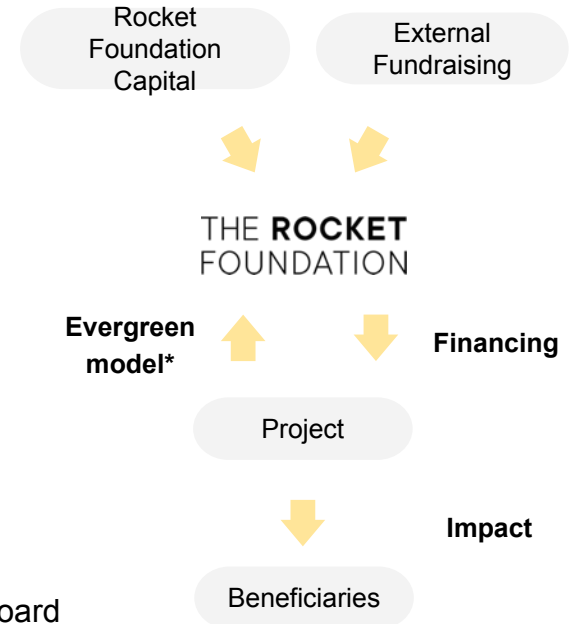 Rocket
Foundation
Capital
External
Fundraising
THE ROCKET
FOUNDATION
Evergreen
model*
Financing
Project
Impact
Beneficiaries